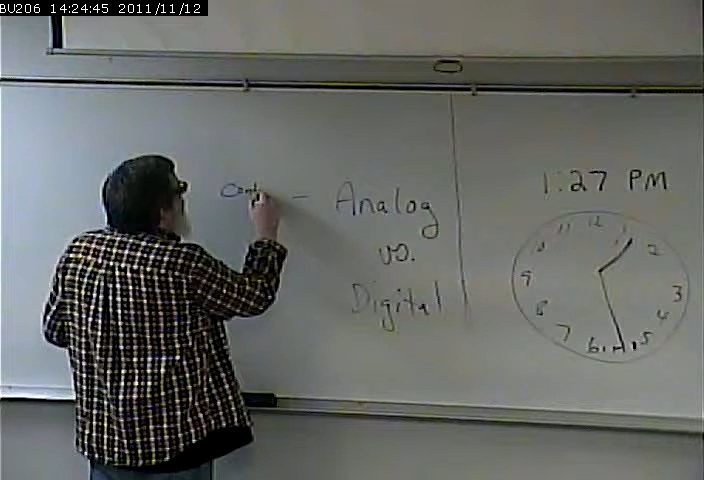 BU206 14:24:45 2011/11/12
— Analog
vs.
Digital
1:27 PM
12
11 1
10 2
9 3
8 4
7 5
6